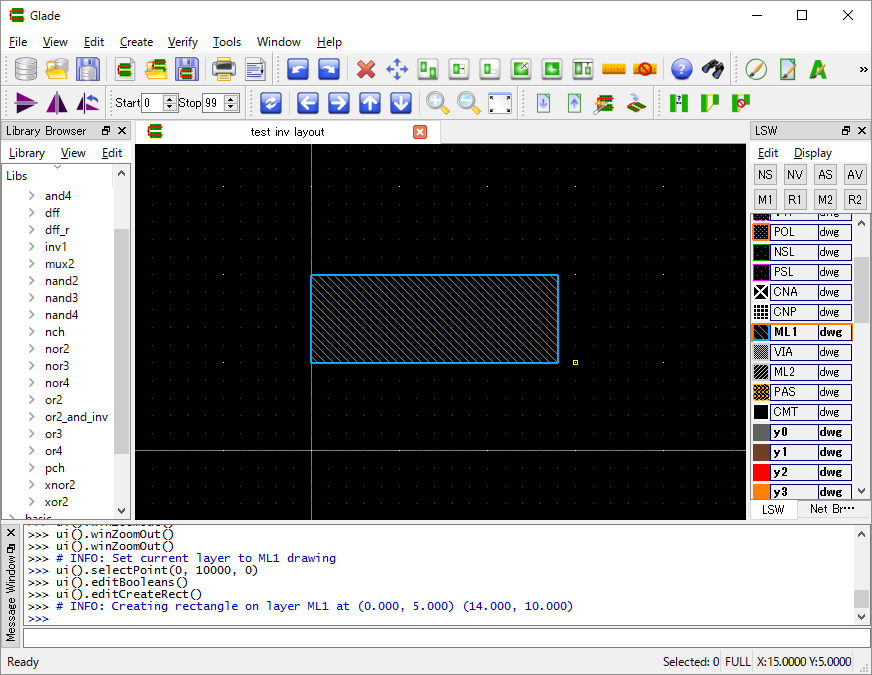 Glade
File View Edit Create Verify Tools Window Help
»
Start 0 Stop 99
Library Browser
test inv layout
LSW
Library View Edit
Edit Display
Libs
NS NV AS AV
M1 R1 M2 R2
and4
dff
dff_r
inv1
mux2
nand2
nand3
nand4
nch
nor2
nor3
nor4
or2
or2_and_inv
or3
or4
pch
xnor2
xor2
basic
POL dwg
NSL dwg
PSL dwg
CNA dwg
CNP dwg
ML1 dwg
VIA dwg
ML2 dwg
PAS dwg
CMT dwg
y0 dwg
y1 dwg
y2 dwg
y3 dwg
LSW Net Br···
Message Window
>>> ui().winZoomOut()
>>> ui().winZoomOut()
>>> ui().winZoomOut()
>>> # INFO: Set current layer to ML1 drawing
>>> ui().selectPoint(0, 10000, 0)
>>> ui().editBooleans()
>>> ui().editCreateRect()
>>> # INFO: Creating rectangle on layer ML1 at (0.000, 5.000) (14.000, 10.000)
>>>
Ready
Selected: 0 FULL X:15.0000 Y:5.0000